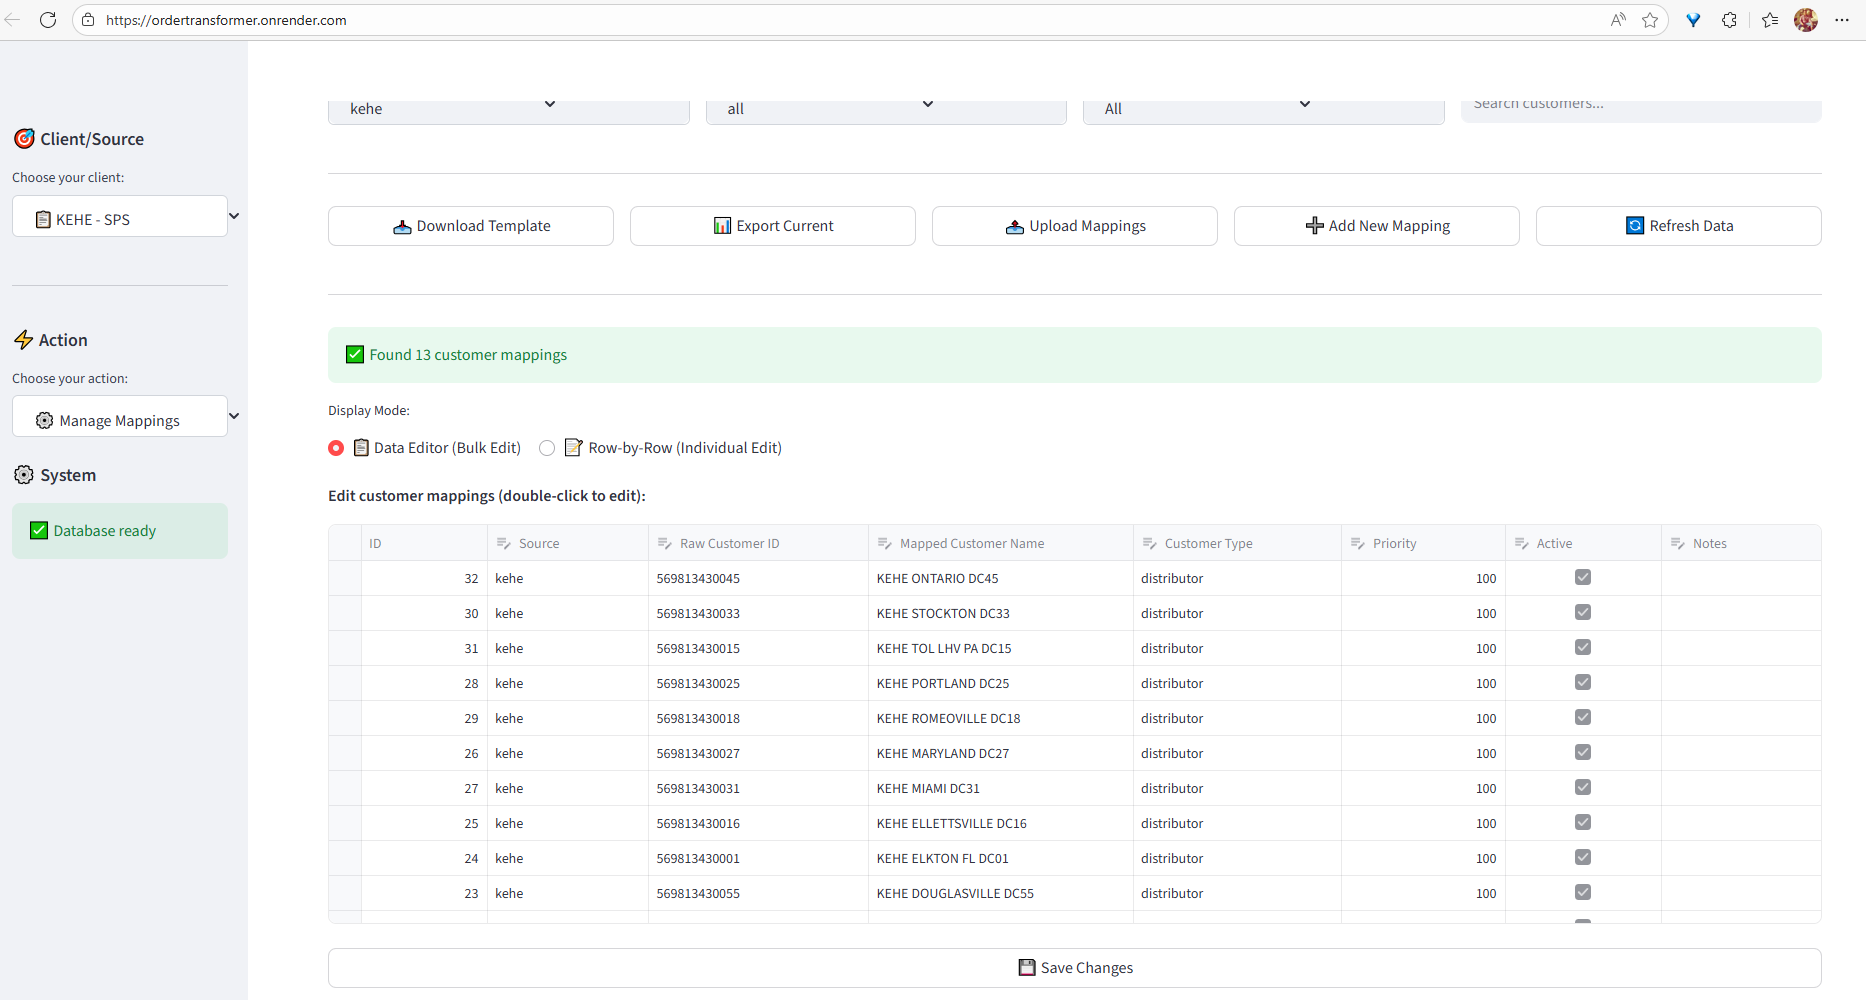 https://ordertransformer.onrender.com
Client/Source
Choose your client:
KEHE - SPS
Action
Choose your action:
Manage Mappings
System
Database ready
kehe all All Search customers...
Download Template Export Current Upload Mappings Add New Mapping Refresh Data
Found 13 customer mappings
Display Mode:
Data Editor (Bulk Edit) Row-by-Row (Individual Edit)
Edit customer mappings (double-click to edit):
ID Source Raw Customer ID Mapped Customer Name Customer Type Priority Active Notes
32 kehe 569813430045 KEHE ONTARIO DC45 distributor 100
30 kehe 569813430033 KEHE STOCKTON DC33 distributor 100
31 kehe 569813430015 KEHE TOL LHV PA DC15 distributor 100
28 kehe 569813430025 KEHE PORTLAND DC25 distributor 100
29 kehe 569813430018 KEHE ROMEOVILLE DC18 distributor 100
26 kehe 569813430027 KEHE MARYLAND DC27 distributor 100
27 kehe 569813430031 KEHE MIAMI DC31 distributor 100
25 kehe 569813430016 KEHE ELLETTSVILLE DC16 distributor 100
24 kehe 569813430001 KEHE ELKTON FL DC01 distributor 100
23 kehe 569813430055 KEHE DOUGLASVILLE DC55 distributor 100
Save Changes